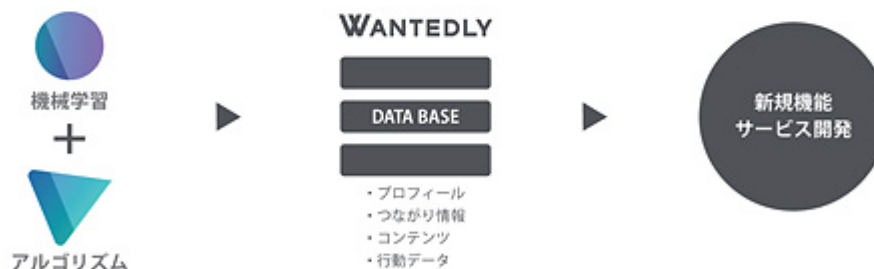 機械学習
+
アルゴリズム
WANTEDLY
DATA BASE
・プロフィール
・つながり情報
・コンテンツ
・行動データ
新規機能
サービス開発